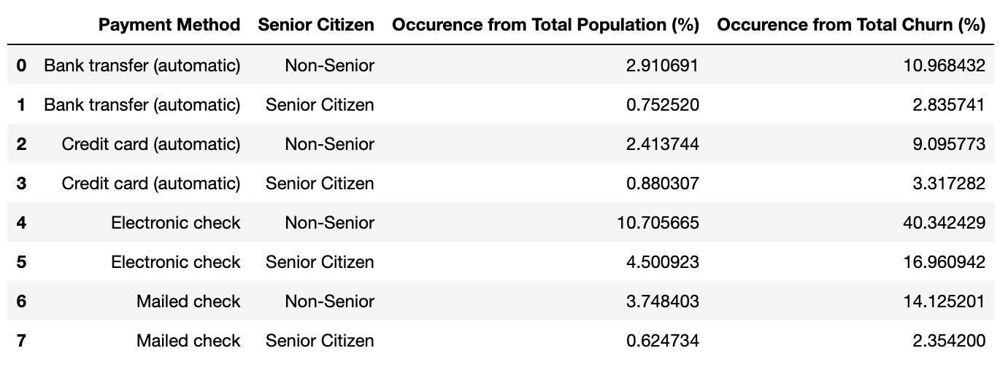 Payment Method Senior Citizen Occurence from Total Population (%) Occurence from Total Churn (%)
0 Bank transfer (automatic) Non-Senior 2.910691 10.968432
1 Bank transfer (automatic) Senior Citizen 0.752520 2.835741
2 Credit card (automatic) Non-Senior 2.413744 9.095773
3 Credit card (automatic) Senior Citizen 0.880307 3.317282
4 Electronic check Non-Senior 10.705665 40.342429
5 Electronic check Senior Citizen 4.500923 16.960942
6 Mailed check Non-Senior 3.748403 14.125201
7 Mailed check Senior Citizen 0.624734 2.354200